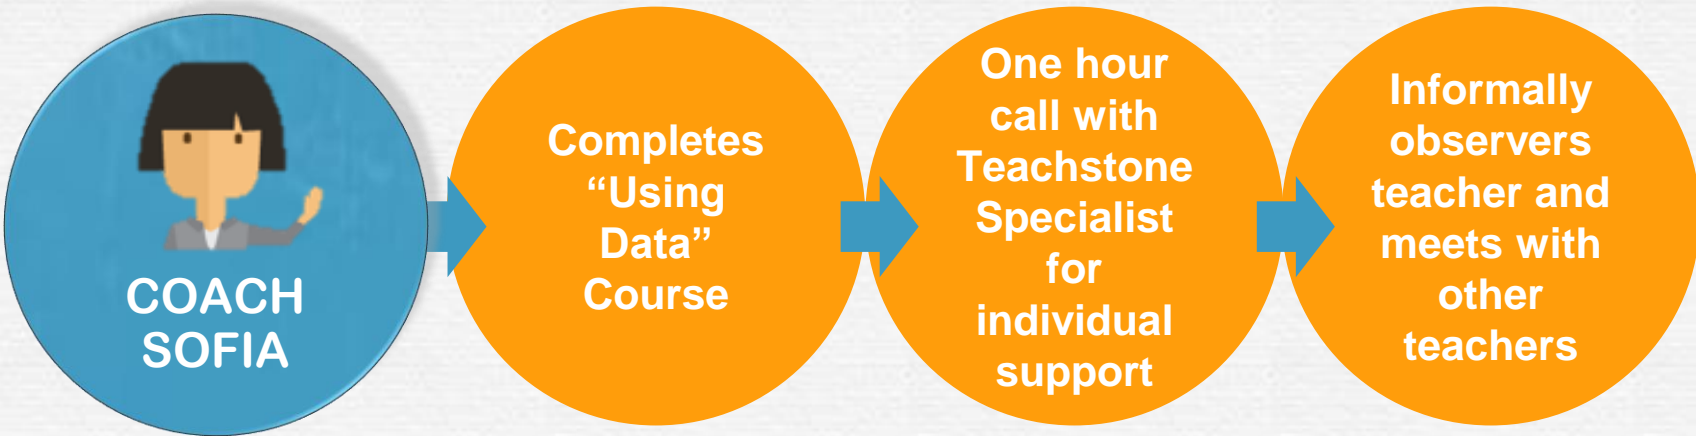 COACH
SOFIA
Completes
“Using
Data”
Course
One hour
call with
Teachstone
Specialist
for
individual
support
Informally
observers
teacher and
meets with
other
teachers